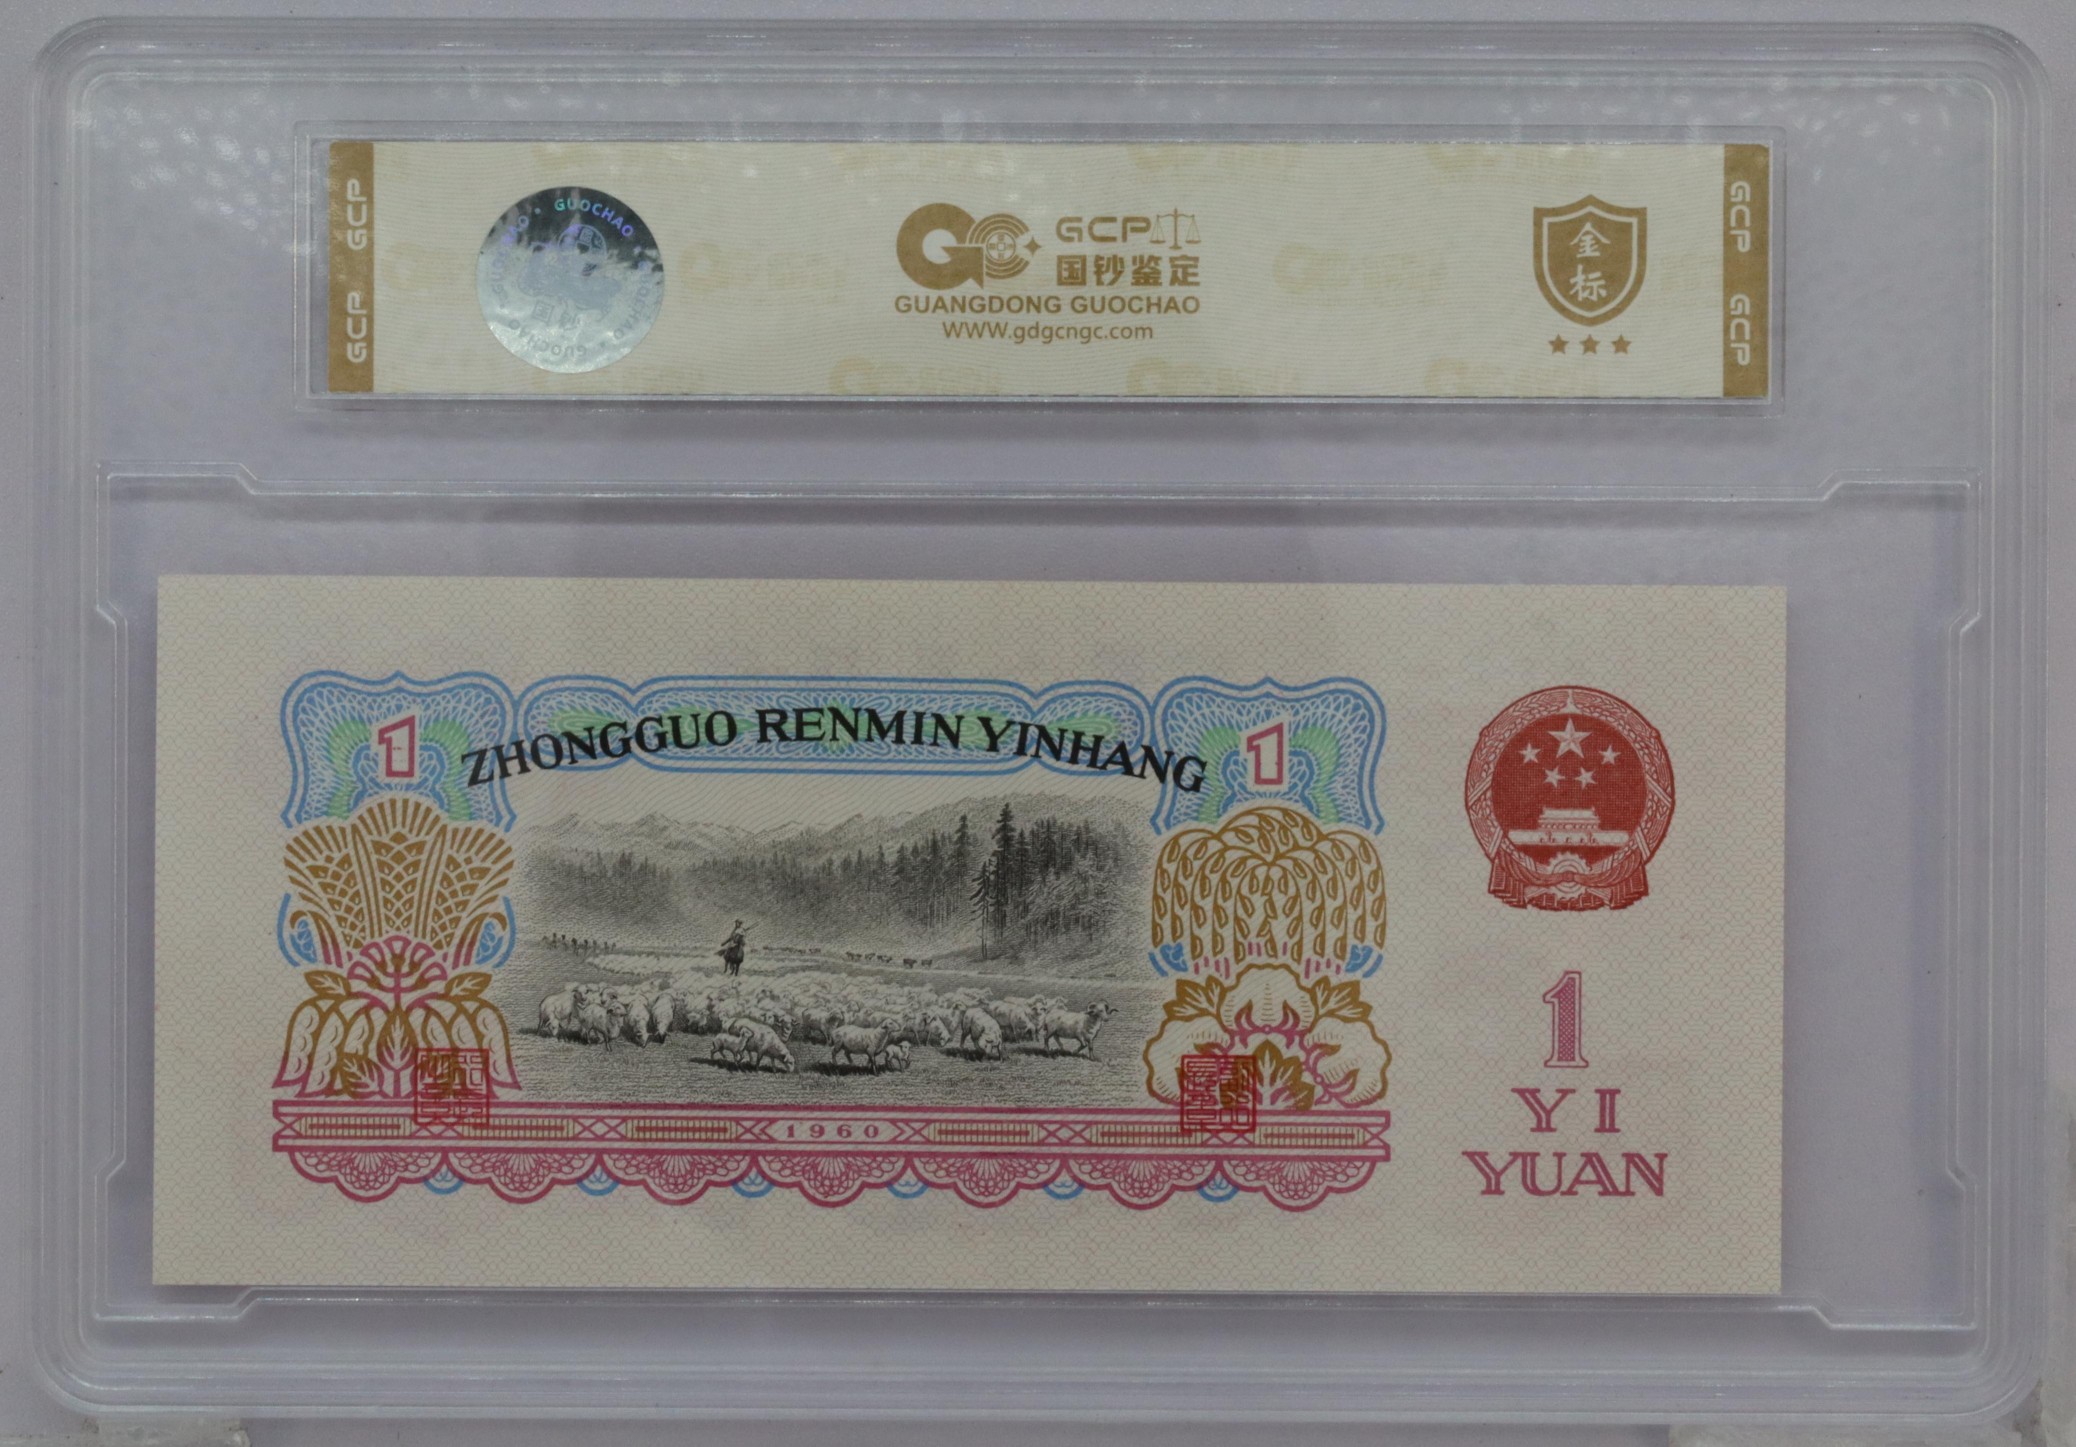 GCP GCP
GUOCHAO
GCP
国钞鉴定
GUANGDONG GUOCHAO
WWW.gdgcngc.com
金标
GCP GCP
1 ZHONGGUO RENMIN YINHANG 1
1960
1
YI
YUAN